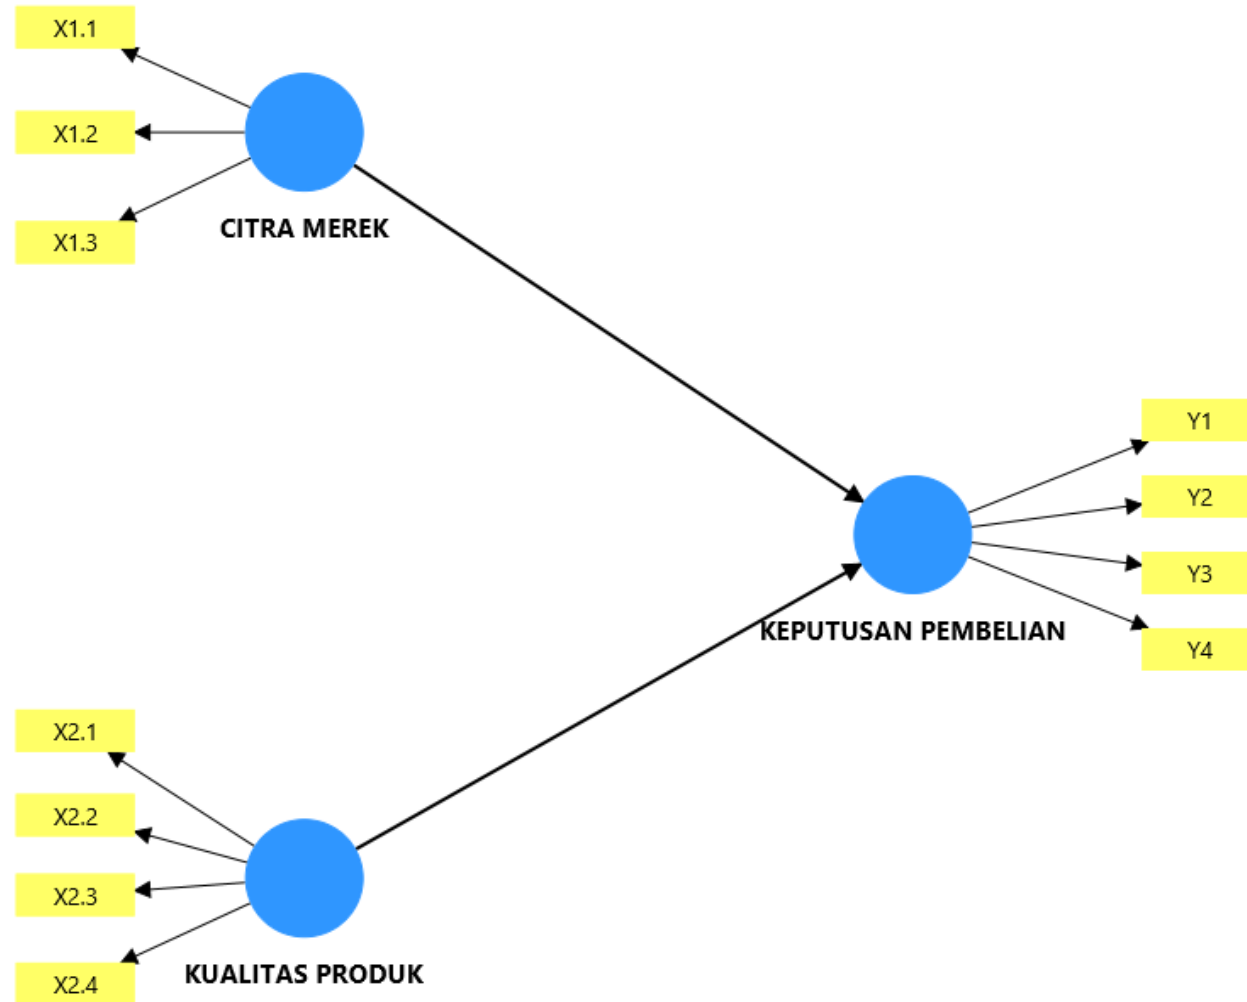 X1.1
X1.2
X1.3
CITRA MEREK
Y1
Y2
Y3
Y4
KEPUTUSAN PEMBELIAN
X2.1
X2.2
X2.3
X2.4
KUALITAS PRODUK